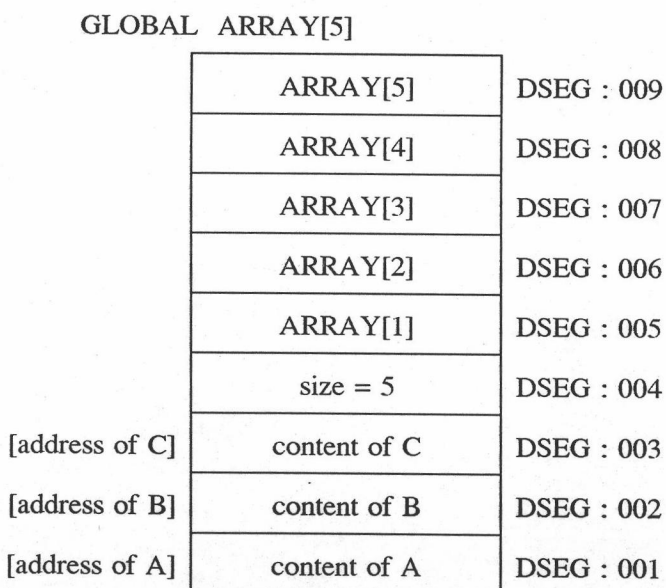 GLOBAL ARRAY[5]
ARRAY[5] DSEG : 009
ARRAY[4] DSEG : 008
ARRAY[3] DSEG : 007
ARRAY[2] DSEG : 006
ARRAY[1] DSEG : 005
size = 5 DSEG : 004
[address of C] content of C DSEG : 003
[address of B] content of B DSEG : 002
[address of A] content of A DSEG : 001